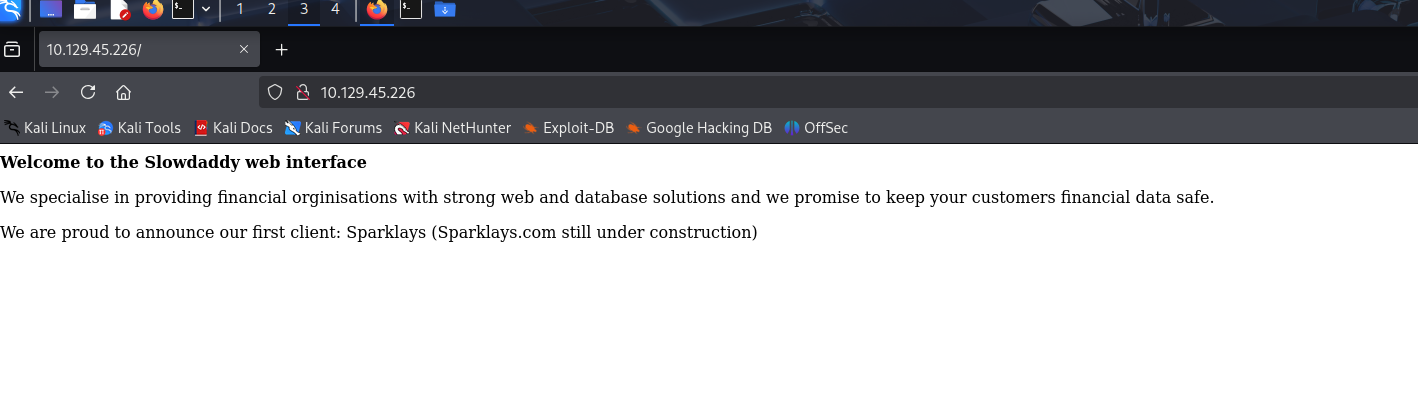 1 2 3 4
10.129.45.226/
10.129.45.226
Kali Linux Kali Tools Kali Docs Kali Forums Kali NetHunter Exploit-DB Google Hacking DB OffSec
Welcome to the Slowdaddy web interface
We specialise in providing financial orginisations with strong web and database solutions and we promise to keep your customers financial data safe.
We are proud to announce our first client: Sparklays (Sparklays.com still under construction)